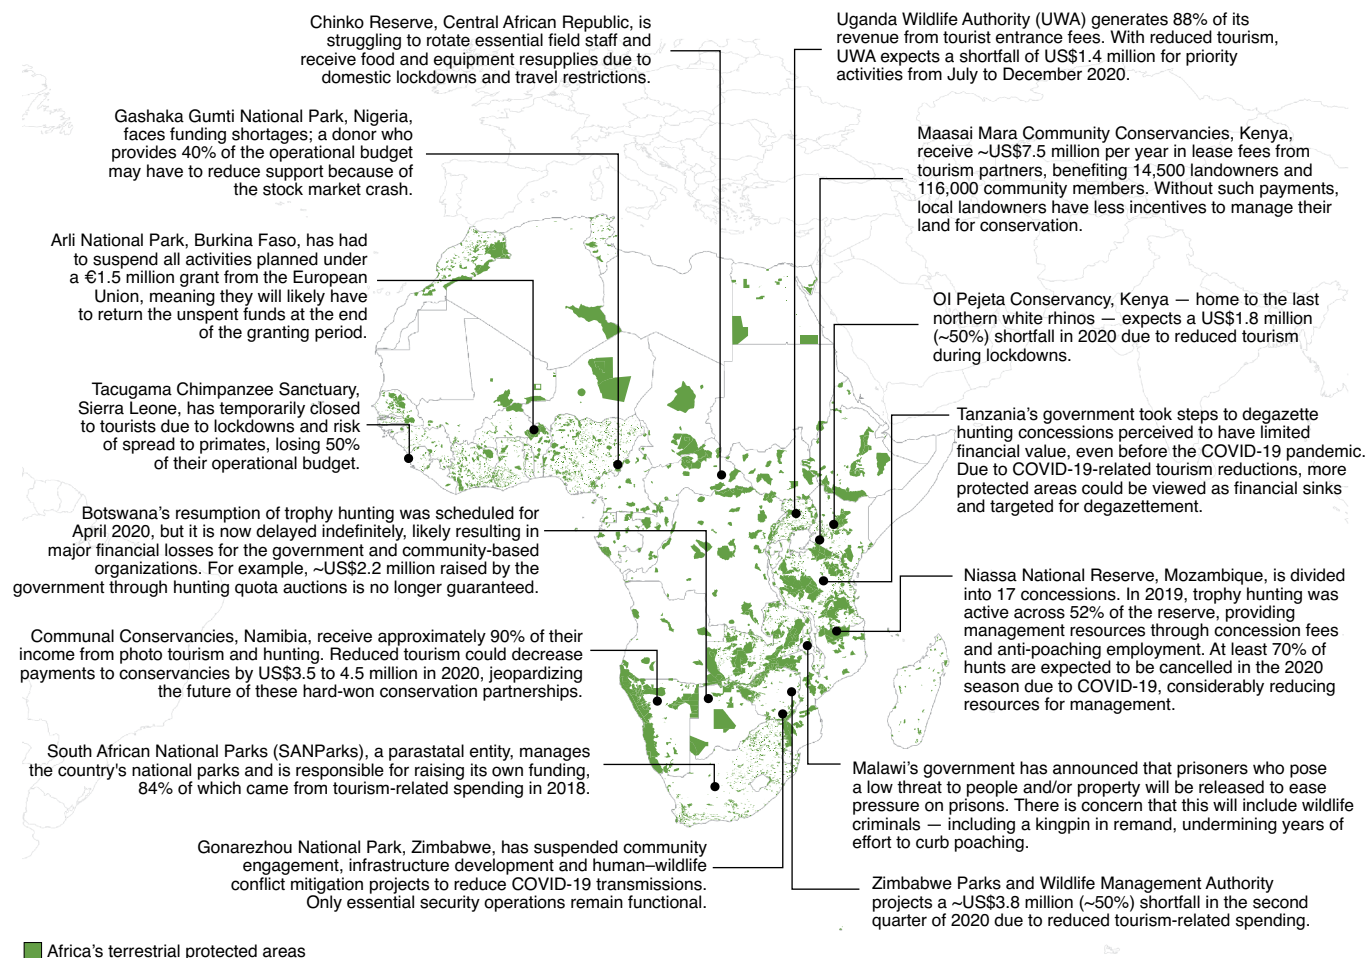 Chinko Reserve, Central African Republic, is
struggling to rotate essential field staff and
receive food and equipment resupplies due to
domestic lockdowns and travel restrictions.
Uganda Wildlife Authority (UWA) generates 88% of its
revenue from tourist entrance fees. With reduced tourism,
UWA expects a shortfall of US$1.4 million for priority
activities from July to December 2020.
Gashaka Gumti National Park, Nigeria,
faces funding shortages; a donor who
provides 40% of the operational budget
may have to reduce support because of
the stock market crash.
Maasai Mara Community Conservancies, Kenya,
receive ~US$7.5 million per year in lease fees from
tourism partners, benefiting 14,500 landowners and
116,000 community members. Without such payments,
local landowners have less incentives to manage their
land for conservation.
Arli National Park, Burkina Faso, has had
to suspend all activities planned under
a €1.5 million grant from the European
Union, meaning they will likely have
to return the unspent funds at the end
of the granting period.
Ol Pejeta Conservancy, Kenya — home to the last
northern white rhinos — expects a US$1.8 million
(~50%) shortfall in 2020 due to reduced tourism
during lockdowns.
Tacugama Chimpanzee Sanctuary,
Sierra Leone, has temporarily closed
to tourists due to lockdowns and risk
of spread to primates, losing 50%
of their operational budget.
Tanzania's government took steps to degazette
hunting concessions perceived to have limited
financial value, even before the COVID-19 pandemic.
Due to COVID-19-related tourism reductions, more
protected areas could be viewed as financial sinks
and targeted for degazettement.
Botswana's resumption of trophy hunting was scheduled for
April 2020, but it is now delayed indefinitely, likely resulting in
major financial losses for the government and community-based
organizations. For example, ~US$2.2 million raised by the
government through hunting quota auctions is no longer guaranteed.
Niassa National Reserve, Mozambique, is divided
into 17 concessions. In 2019, trophy hunting was
active across 52% of the reserve, providing
management resources through concession fees
and anti-poaching employment. At least 70% of
hunts are expected to be cancelled in the 2020
season due to COVID-19, considerably reducing
resources for management.
Communal Conservancies, Namibia, receive approximately 90% of their
income from photo tourism and hunting. Reduced tourism could decrease
payments to conservancies by US$3.5 to 4.5 million in 2020, jeopardizing
the future of these hard-won conservation partnerships.
South African National Parks (SANParks), a parastatal entity, manages
the country's national parks and is responsible for raising its own funding,
84% of which came from tourism-related spending in 2018.
Malawi's government has announced that prisoners who pose
a low threat to people and/or property will be released to ease
pressure on prisons. There is concern that this will include wildlife
criminals — including a kingpin in remand, undermining years of
effort to curb poaching.
Gonarezhou National Park, Zimbabwe, has suspended community
engagement, infrastructure development and human–wildlife
conflict mitigation projects to reduce COVID-19 transmissions.
Only essential security operations remain functional.
Zimbabwe Parks and Wildlife Management Authority
projects a ~US$3.8 million (~50%) shortfall in the second
quarter of 2020 due to reduced tourism-related spending.
Africa's terrestrial protected areas